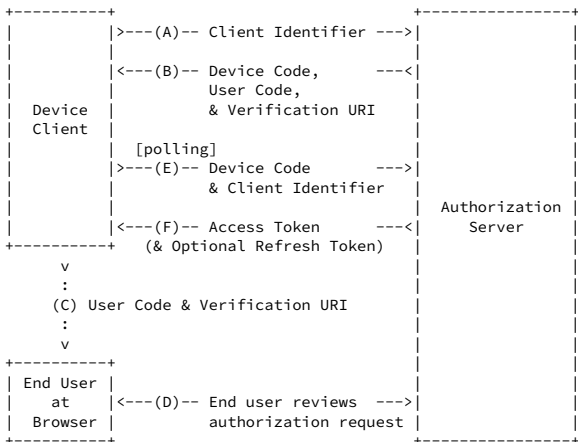 >---(A)-- Client Identifier --->
<---(B)-- Device Code, ---<
User Code,
Device & Verification URI
Client
[polling]
>---(E)-- Device Code --->
& Client Identifier
Authorization
<---(F)-- Access Token ---< Server
(& Optional Refresh Token)
v
:
(C) User Code & Verification URI
:
v
End User
at <---(D)-- End user reviews --->
Browser authorization request